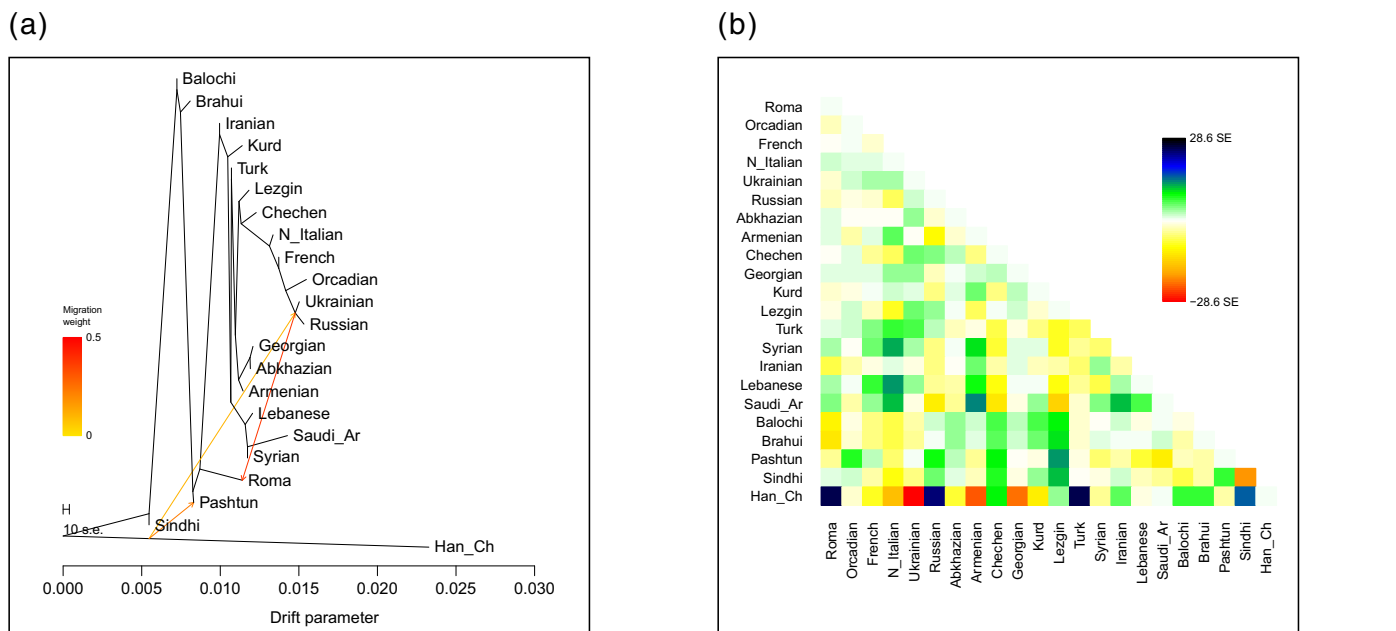 (a)
Balochi
Brahui
Iranian
Kurd
Turk
Lezgin
Chechen
N_Italian
French
Orcadian
Ukrainian
Russian
Georgian
Abkhazian
Armenian
Lebanese
Saudi_Ar
Syrian
Roma
Pashtun
Sindhi
Han_Ch
Migration
weight
0.5
0
H
10 s.e.
0.000 0.005 0.010 0.015 0.020 0.025 0.030
Drift parameter
(b)
Roma
Orcadian
French
N_Italian
Ukrainian
Russian
Abkhazian
Armenian
Chechen
Georgian
Kurd
Lezgin
Turk
Syrian
Iranian
Lebanese
Saudi_Ar
Balochi
Brahui
Pashtun
Sindhi
Han_Ch
28.6 SE
−28.6 SE
Roma
Orcadian
French
N_Italian
Ukrainian
Russian
Abkhazian
Armenian
Chechen
Georgian
Kurd
Lezgin
Turk
Syrian
Iranian
Lebanese
Saudi_Ar
Balochi
Brahui
Pashtun
Sindhi
Han_Ch